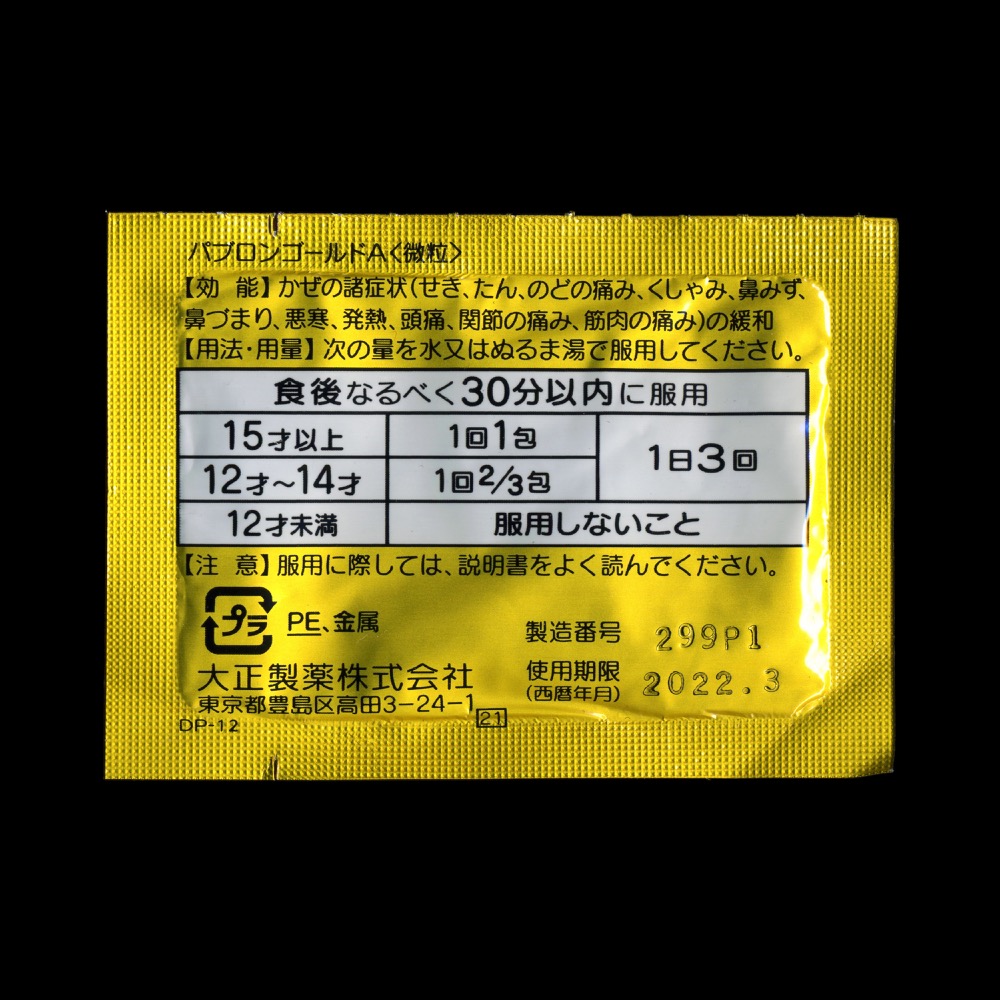 パブロンゴールドA〈微粒〉
【効 能】かぜの諸症状(せき、たん、のどの痛み、くしゃみ、鼻みず、
鼻づまり、悪寒、発熱、頭痛、関節の痛み、筋肉の痛み)の緩和
【用法・用量】次の量を水又はぬるま湯で服用してください。
食後なるべく30分以内に服用
15才以上 1回1包 1日3回
12才～14才 1回2/3包
12才未満 服用しないこと
【注 意】服用に際しては、説明書をよく読んでください。
プラ PE、金属
製造番号 299P1
大正製薬株式会社
使用期限 2022.3
(西暦年月)
東京都豊島区高田3-24-1
DP-12
21